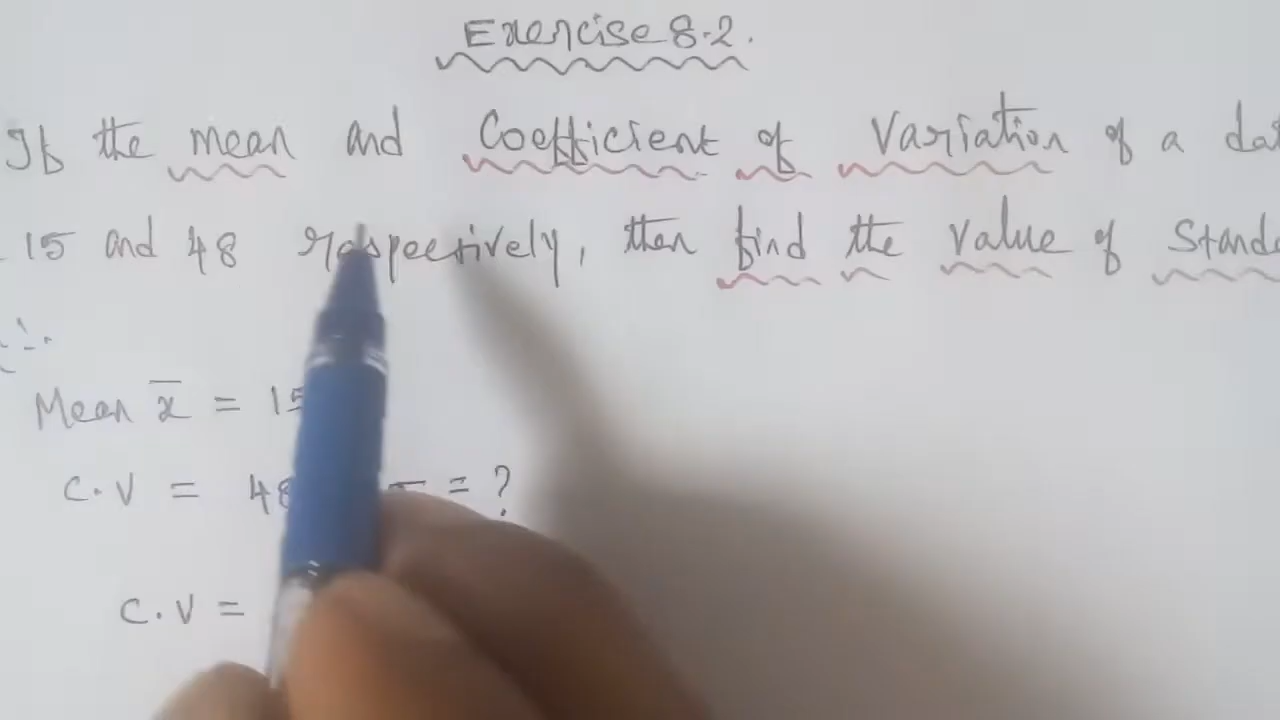 Exercise 8.2.
If the mean and Coefficient of Variation of a
15 and 48 respectively, then find the value of
Mean x̄ = 15
C.V = 48 = ?
C.V =